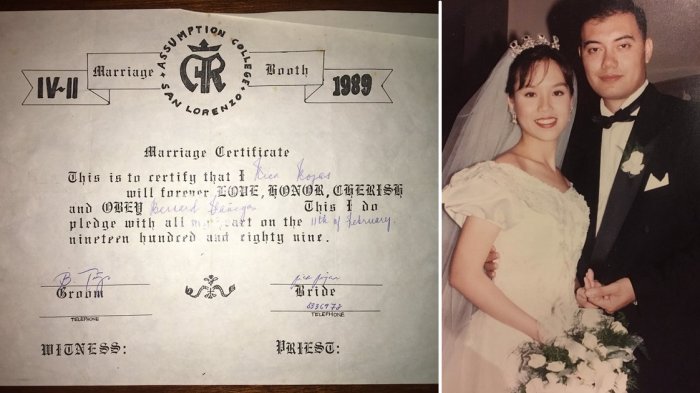 ASSUMPTION COLLEGE
SAN LORENZO
IV-II Marriage Booth 1989
Marriage Certificate
This is to certify that I
will forever LOVE, HONOR, CHERISH
and OBEY Bernard This I do
pledge with all my heart on the 11th of February,
nineteen hundred and eighty nine.
Groom Bride
TELEPHONE TELEPHONE
WITNESS: PRIEST: